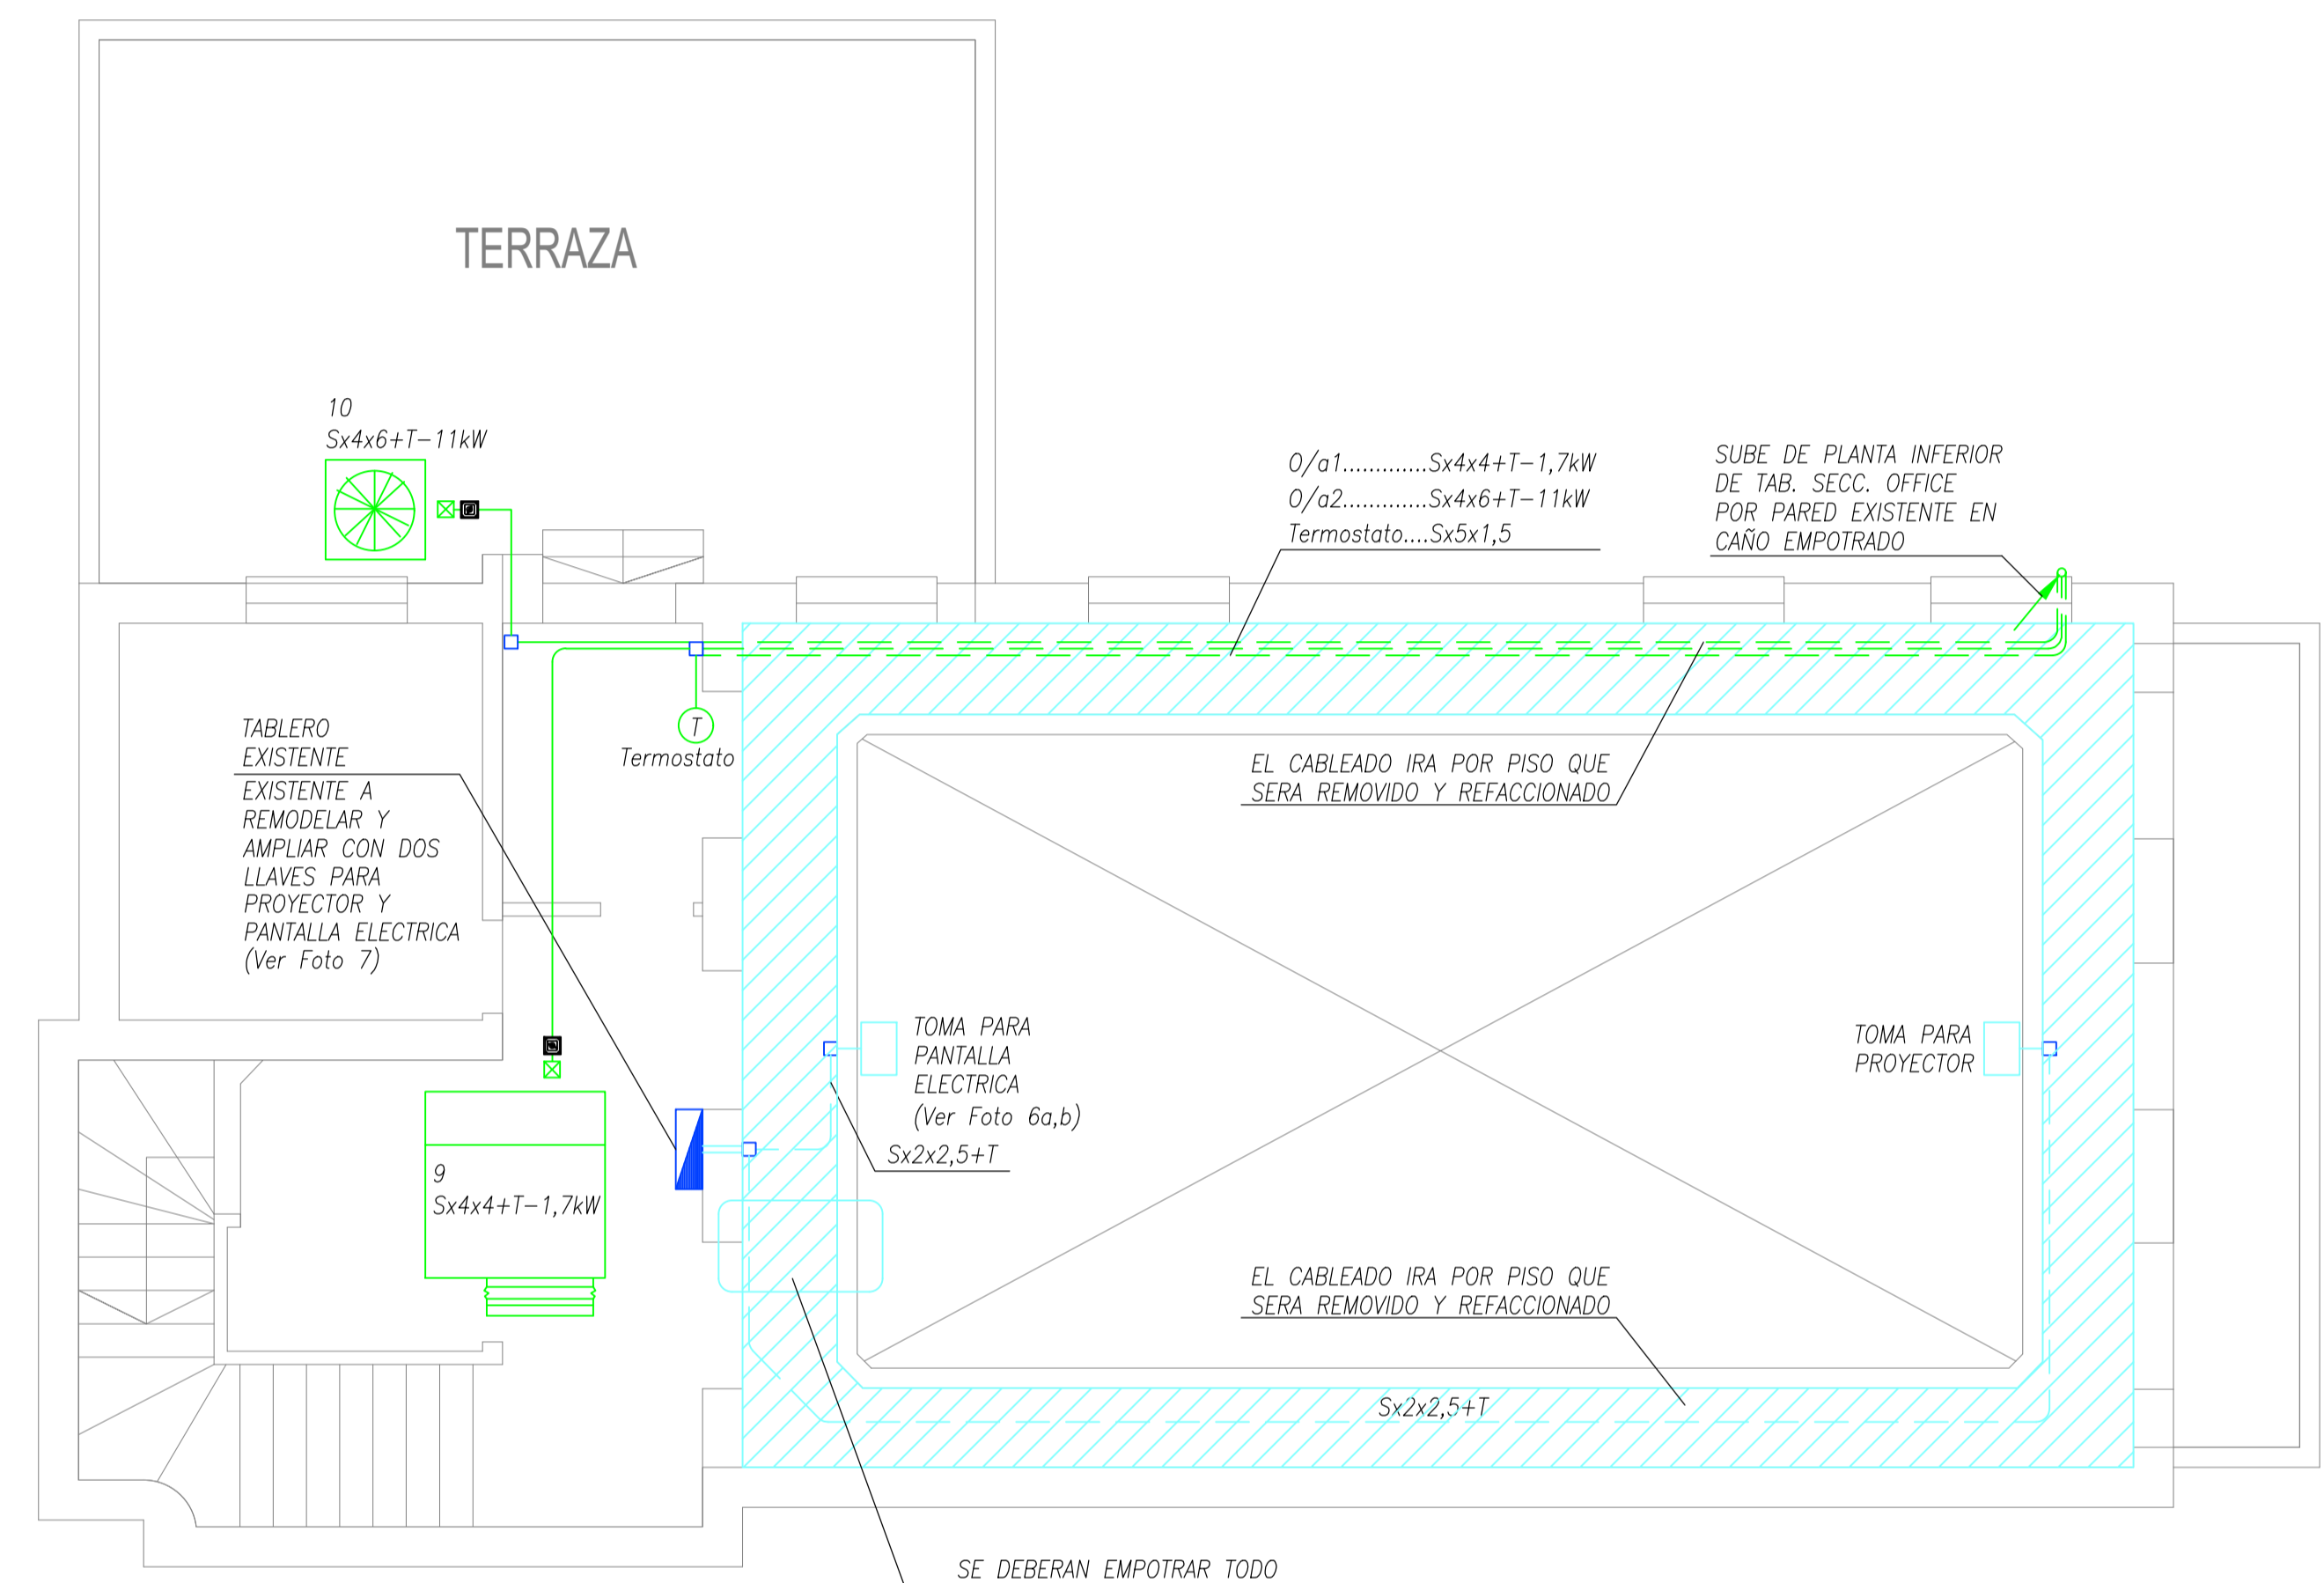 TERRAZA
10
Sx4x6+T-11kW
O/a1.............Sx4x4+T-1,7kW
O/a2............Sx4x6+T-11kW
Termostato....Sx5x1,5
SUBE DE PLANTA INFERIOR
DE TAB. SECC. OFFICE
POR PARED EXISTENTE EN
CAÑO EMPOTRADO
T
Termostato
TABLERO
EXISTENTE
EXISTENTE A
REMODELAR Y
AMPLIAR CON DOS
LLAVES PARA
PROYECTOR Y
PANTALLA ELECTRICA
(Ver Foto 7)
EL CABLEADO IRA POR PISO QUE
SERA REMOVIDO Y REFACCIONADO
TOMA PARA
PANTALLA
ELECTRICA
(Ver Foto 6a,b)
Sx2x2,5+T
TOMA PARA
PROYECTOR
9
Sx4x4+T-1,7kW
EL CABLEADO IRA POR PISO QUE
SERA REMOVIDO Y REFACCIONADO
Sx2x2,5+T
SE DEBERAN EMPOTRAR TODO